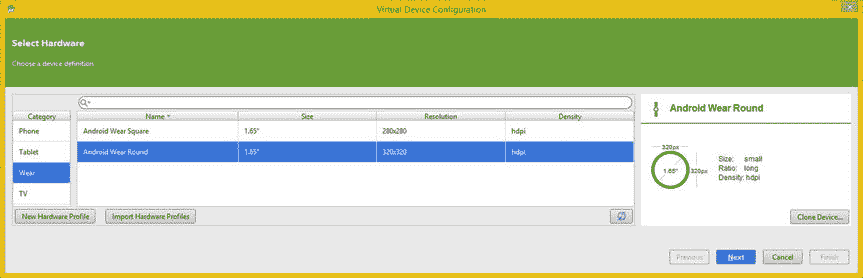 Virtual Device Configuration
Select Hardware
Choose a device definition
Category
Name Size Resolution Density
Phone
Tablet
Wear
TV
Android Wear Square 1.65" 280x280 hdpi
Android Wear Round 1.65" 320x320 hdpi
New Hardware Profile Import Hardware Profiles
Android Wear Round
320px
1.65"
320px
Size: small
Ratio: long
Density: hdpi
Clone Device...
Previous Next Cancel Finish